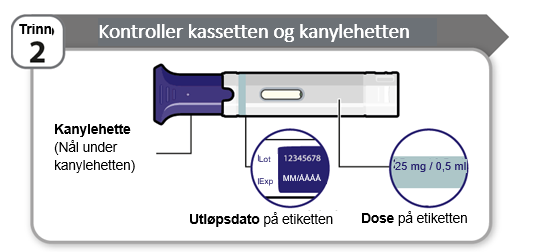 Trinn
2
Kontroller kassetten og kanylehetten
Kanylehette
(Nål under
kanylehetten)
Lot 12345678
Exp MM/ÅÅÅÅ
25 mg / 0,5 ml
Utløpsdato på etiketten
Dose på etiketten